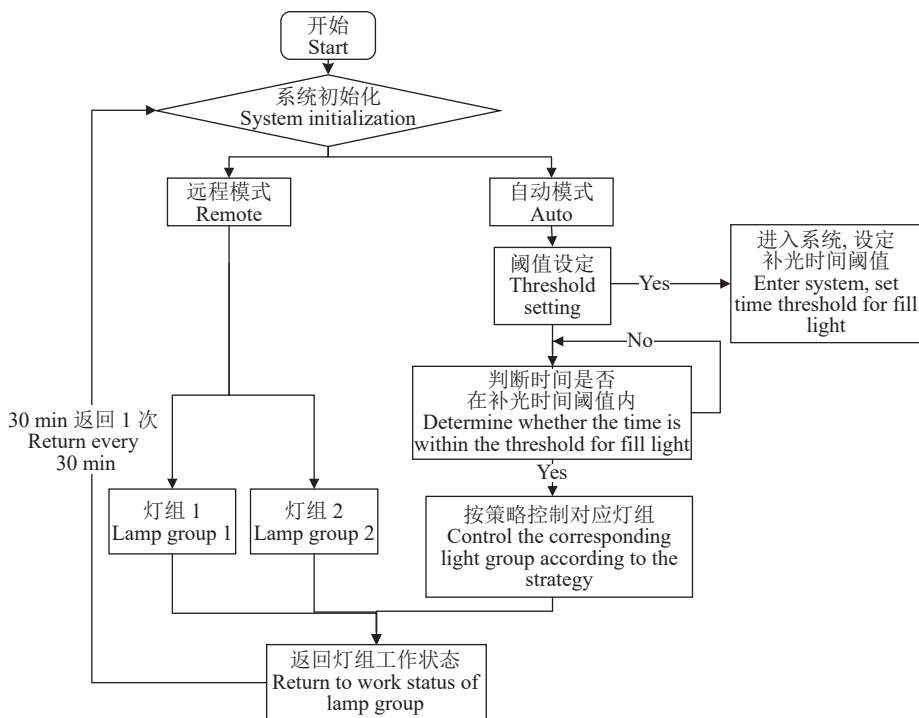 开始
Start
系统初始化
System initialization
远程模式
Remote
自动模式
Auto
阈值设定
Threshold
setting
Yes
进入系统, 设定
补光时间阈值
Enter system, set
time threshold for fill
light
No
判断时间是否
在补光时间阈值内
Determine whether the time is
within the threshold for fill light
Yes
30 min 返回 1 次
Return every
30 min
灯组 1
Lamp group 1
灯组 2
Lamp group 2
按策略控制对应灯组
Control the corresponding
light group according to the
strategy
返回灯组工作状态
Return to work status of
lamp group